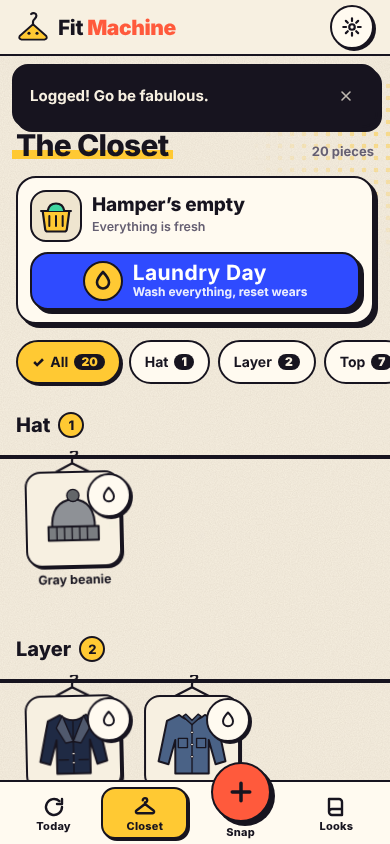 Fit Machine
Logged! Go be fabulous.
The Closet
20 pieces
Hamper's empty
Everything is fresh
Laundry Day
Wash everything, reset wears
All 20
Hat 1
Layer 2
Top 7
Hat 1
Gray beanie
Layer 2
Today
Closet
Snap
Looks